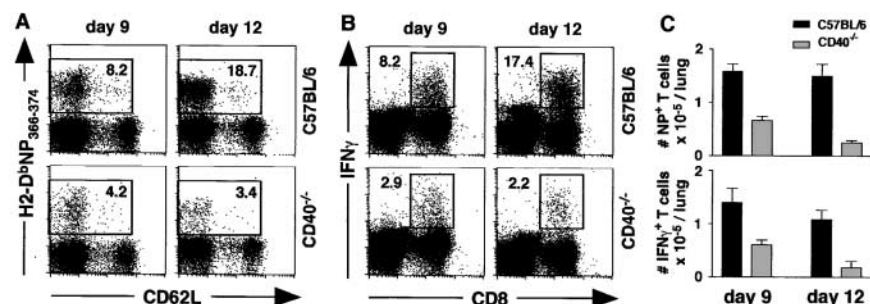 A
day 9
day 12
H2-DᵇNP₃₆₆₋₃₇₄
8.2
18.7
C57BL/6
4.2
3.4
CD40⁻/⁻
CD62L
B
day 9
day 12
IFNγ
8.2
17.4
C57BL/6
2.9
2.2
CD40⁻/⁻
CD8
C
C57BL/6
CD40⁻/⁻
# NP⁺ T cells
x 10⁻⁵ / lung
2
1
0
# IFNγ⁺ T cells
x 10⁻⁵ / lung
2
1
0
day 9
day 12